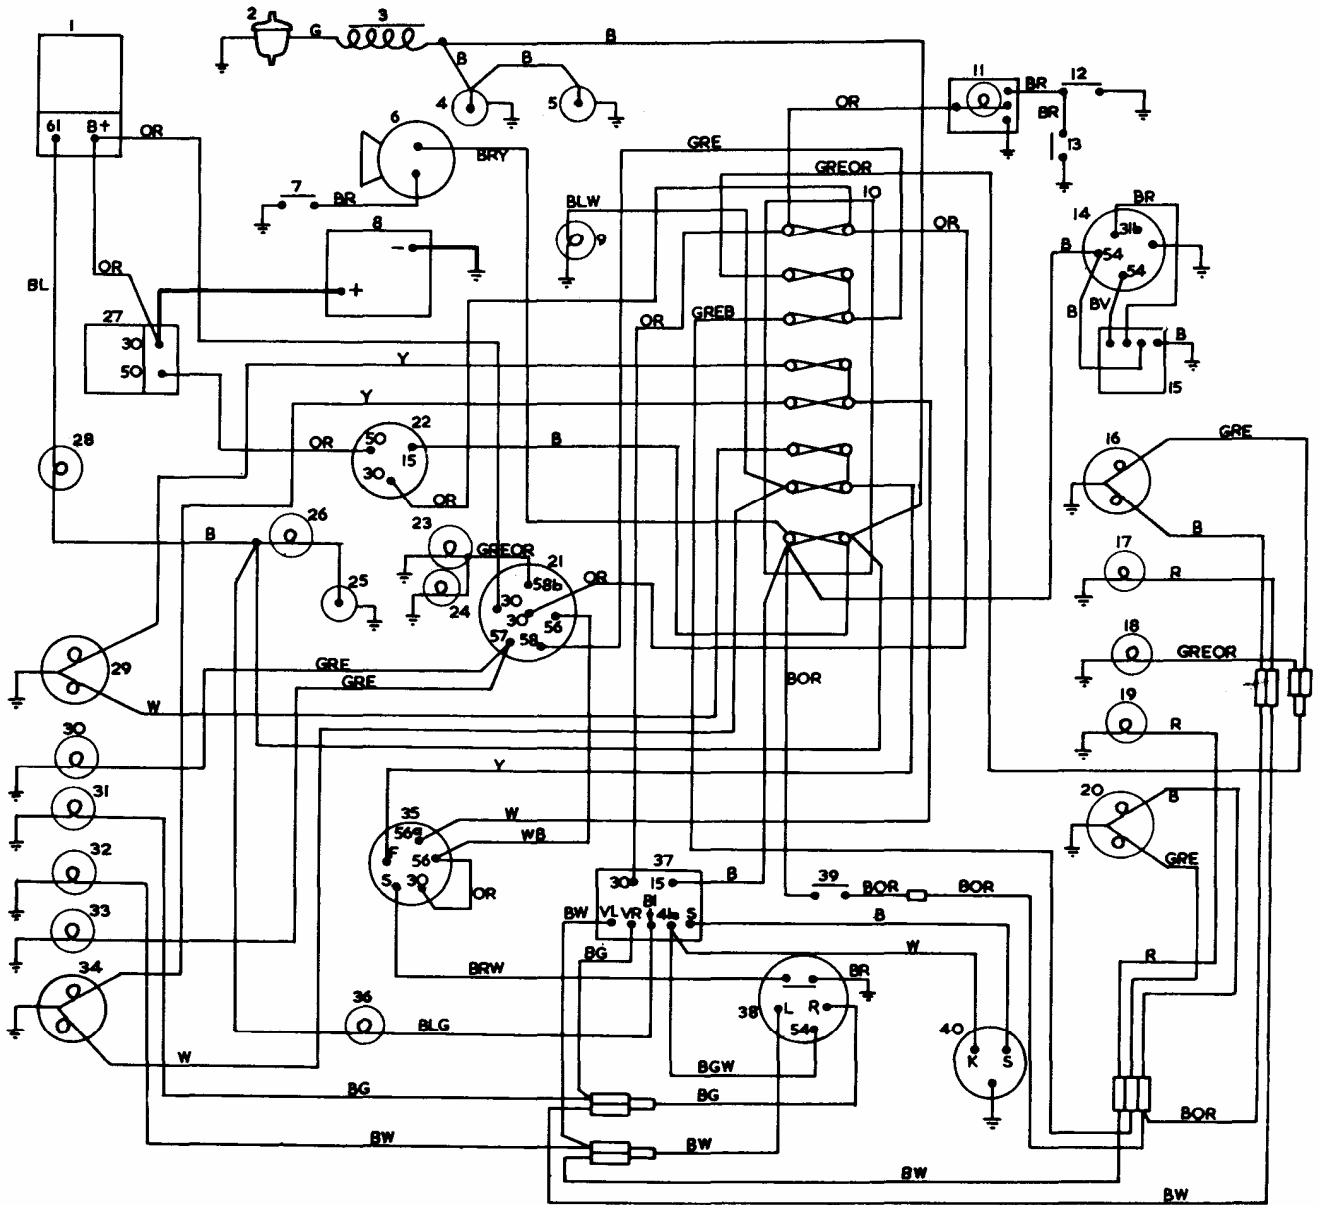 1
2
3
G
B
B
B
4
5
6
61
B+
OR
BRY
7
BR
8
-
+
BLW
9
10
GRE
GREOR
OR
11
BR
12
BR
13
OR
14
BR
31b
B
54
54
BV
B
B
15
BL
OR
27
30
50
OR
GREB
Y
Y
28
OR
22
50
15
30
B
OR
16
GRE
B
B
26
23
GREOR
24
25
21
58b
30
30
56
57
58
OR
17
R
18
GREOR
19
R
29
GRE
GRE
W
BOR
30
Y
31
35
56a
F
56
S
30
W
WB
OR
20
B
GRE
32
33
37
30
15
B
VL
VR
BI
41a
S
BW
BG
39
BOR
BOR
B
W
34
BRW
BR
38
L
R
54
R
36
BLG
W
BGW
40
K
S
BG
BG
BOR
BW
BW
BW
BW